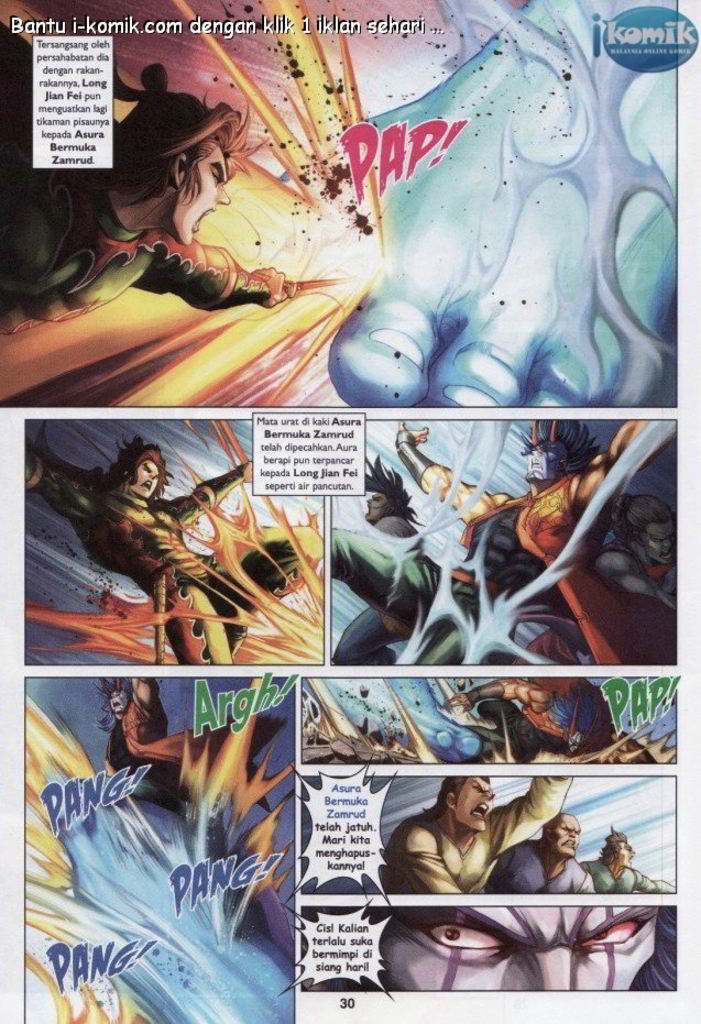 Bantu i-komik.com dengan klik 1 iklan sehari ...
ikomik
MALAYSIA ONLINE KOMIK
Tersangsang oleh
persahabatan dia
dengan rakan-
rakannya, Long
Jian Fei pun
menguatkan lagi
tikaman pisaunya
kepada Asura
Bermuka
Zamrud.
PAP!
Mata urat di kaki Asura
Bermuka Zamrud
telah dipecahkan. Aura
berapi pun terpancar
kepada Long Jian Fei
seperti air pancutan.
Argh!
PANG!
PANG!
PANG!
PAP!
Asura
Bermuka
Zamrud
telah jatuh.
Mari kita
menghapus-
kannya!
Cis! Kalian
terlalu suka
bermimpi di
siang hari!
30